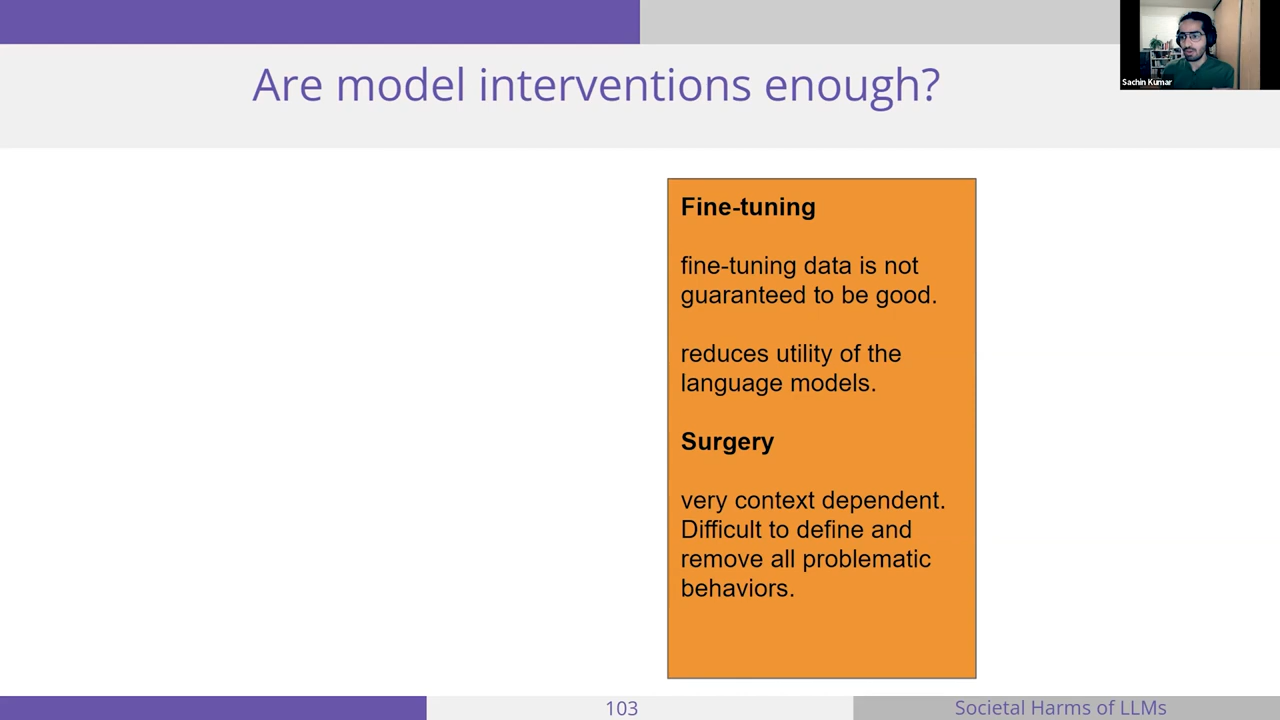 Are model interventions enough?
Sachin Kumar
Fine-tuning
fine-tuning data is not
guaranteed to be good.
reduces utility of the
language models.
Surgery
very context dependent.
Difficult to define and
remove all problematic
behaviors.
103
Societal Harms of LLMs